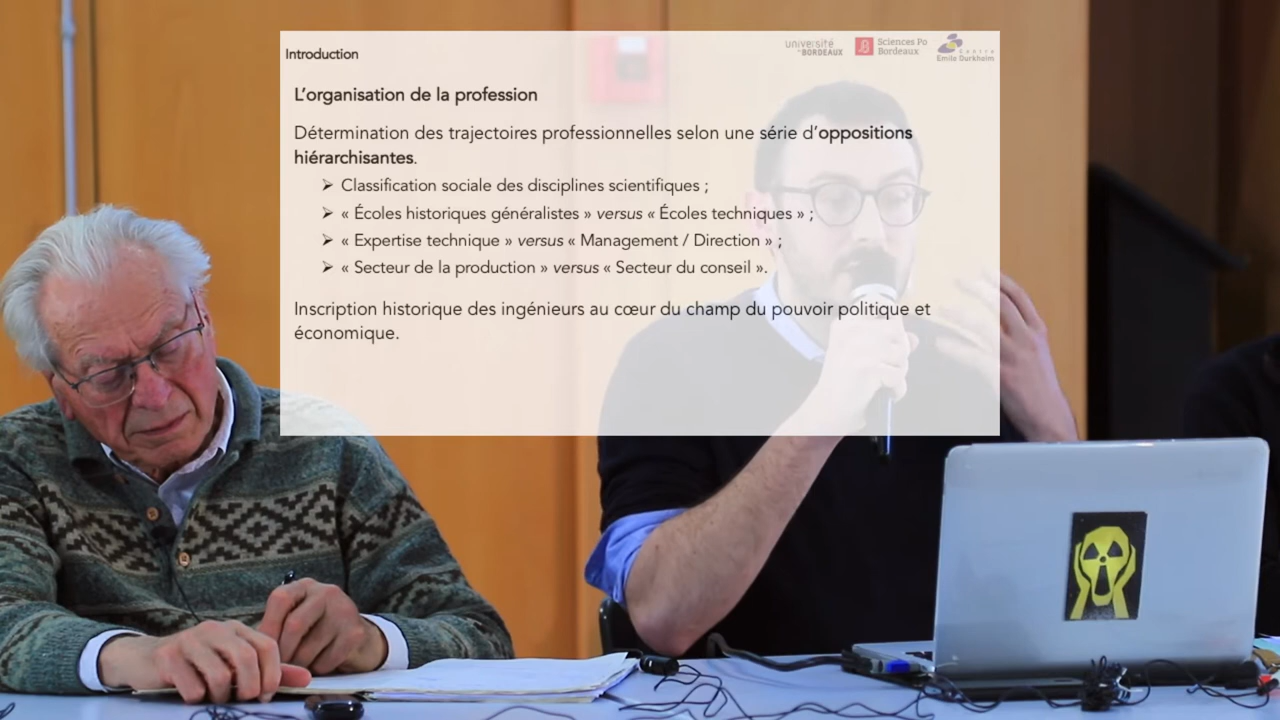 Introduction
université
de BORDEAUX
Sciences Po
Bordeaux
Centre
Emile Durkheim
L'organisation de la profession
Détermination des trajectoires professionnelles selon une série d'oppositions
hiérarchisantes.
➢ Classification sociale des disciplines scientifiques ;
➢ « Écoles historiques généralistes » versus « Écoles techniques » ;
➢ « Expertise technique » versus « Management / Direction » ;
➢ « Secteur de la production » versus « Secteur du conseil ».
Inscription historique des ingénieurs au cœur du champ du pouvoir politique et
économique.